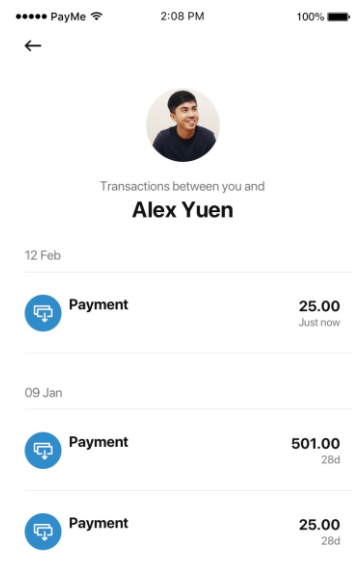 PayMe 2:08 PM 100%
Transactions between you and
Alex Yuen
12 Feb
Payment 25.00
Just now
09 Jan
Payment 501.00
28d
Payment 25.00
28d